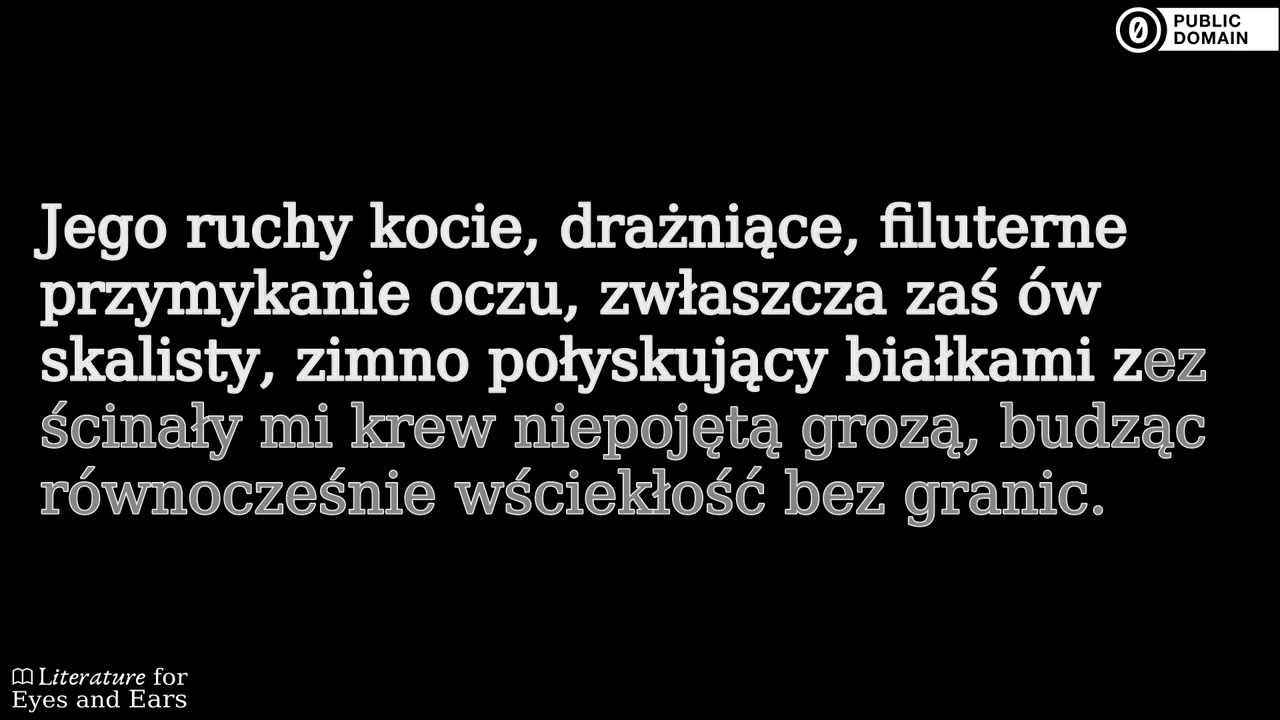 PUBLIC
DOMAIN
Jego ruchy kocie, drażniące, filuterne
przymykanie oczu, zwłaszcza zaś ów
skalisty, zimno połyskujący białkami zez
ścinały mi krew niepojętą grozą, budząc
równocześnie wściekłość bez granic.
Literature for
Eyes and Ears